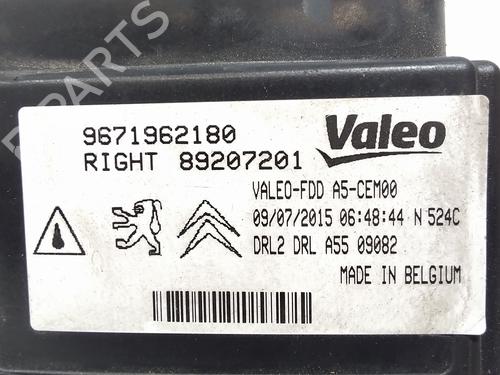 PARTS
9671962180
RIGHT 89207201
Valeo
VALEO-FDD A5-CEM00
09/07/2015 06:48:44 N 524C
DRL2 DRL A55 09082
MADE IN BELGIUM